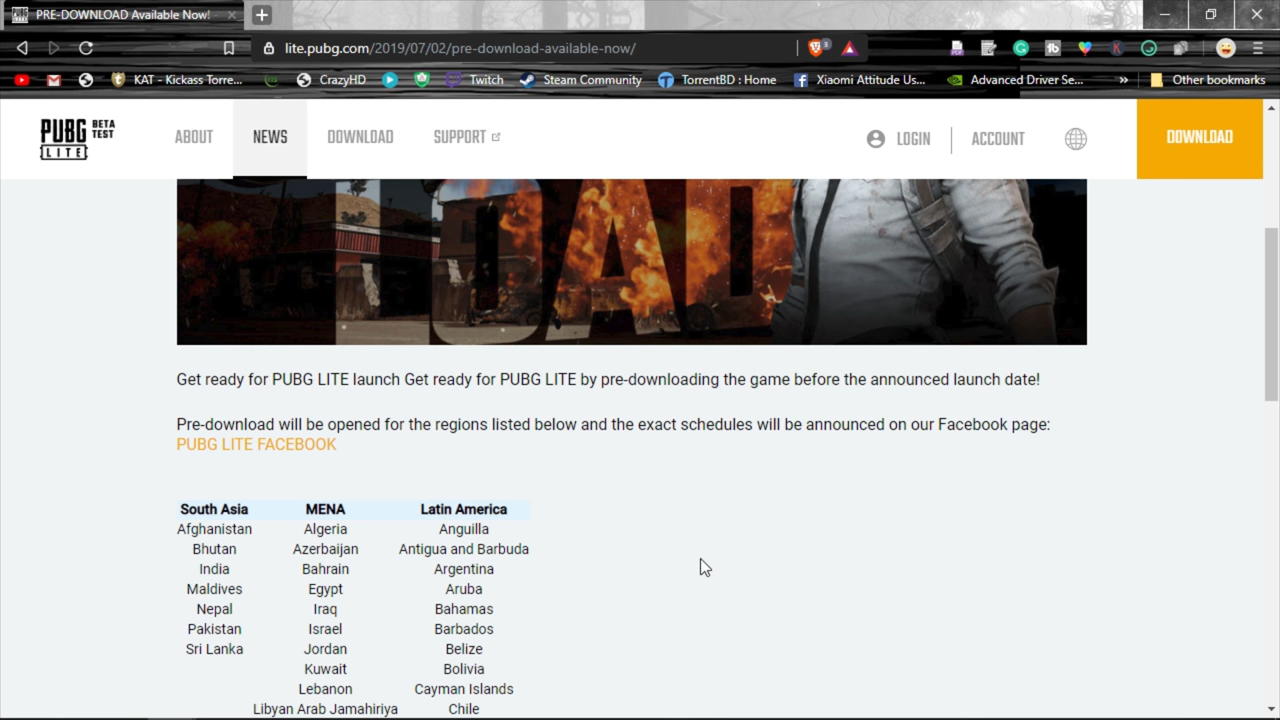 PRE-DOWNLOAD Available Now! -
lite.pubg.com/2019/07/02/pre-download-available-now/
3
KAT - Kickass Torre...
CrazyHD
Twitch
Steam Community
TorrentBD : Home
Xiaomi Attitude Us...
Advanced Driver Se...
»
Other bookmarks
PUBG BETA TEST
LITE
ABOUT
NEWS
DOWNLOAD
SUPPORT
LOGIN
ACCOUNT
DOWNLOAD
OAD
Get ready for PUBG LITE launch Get ready for PUBG LITE by pre-downloading the game before the announced launch date!
Pre-download will be opened for the regions listed below and the exact schedules will be announced on our Facebook page:
PUBG LITE FACEBOOK
South Asia MENA Latin America
Afghanistan Algeria Anguilla
Bhutan Azerbaijan Antigua and Barbuda
India Bahrain Argentina
Maldives Egypt Aruba
Nepal Iraq Bahamas
Pakistan Israel Barbados
Sri Lanka Jordan Belize
Kuwait Bolivia
Lebanon Cayman Islands
Libyan Arab Jamahiriya Chile